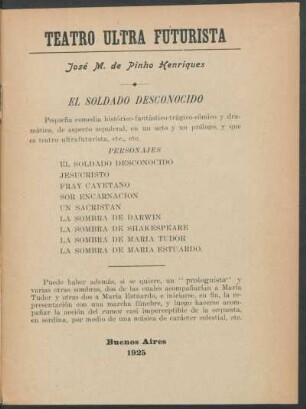 TEATRO ULTRA FUTURISTA
José M. de Pinho Henriques
EL SOLDADO DESCONOCIDO
Pequeña comedia histórico-fantástico-trágico-cómico y dra-
mática, de aspecto sepulcral, en un acto y un prólogo, y que
es teatro ultrafuturista, etc., etc.
PERSONAJES
EL SOLDADO DESCONOCIDO
JESUCRISTO
FRAY CAYETANO
SOR ENCARNACION
UN SACRISTAN
LA SOMBRA DE DARWIN
LA SOMBRA DE SHAKESPEARE
LA SOMBRA DE MARIA TUDOR
LA SOMBRA DE MARIA ESTUARDO.
Puede haber además, si se quiere, un "prologuista" y
varias otras sombras, dos de las cuales acompañarían a María
Tudor y otras dos a María Estuardo, e iniciarse, en fin, la re-
presentación con una marcha fúnebre, y luego hacerse acom-
pañar la acción del rumor casi imperceptible de la orquesta,
en sordina, por medio de una música de carácter celestial, etc.
Buenos Aires
1925